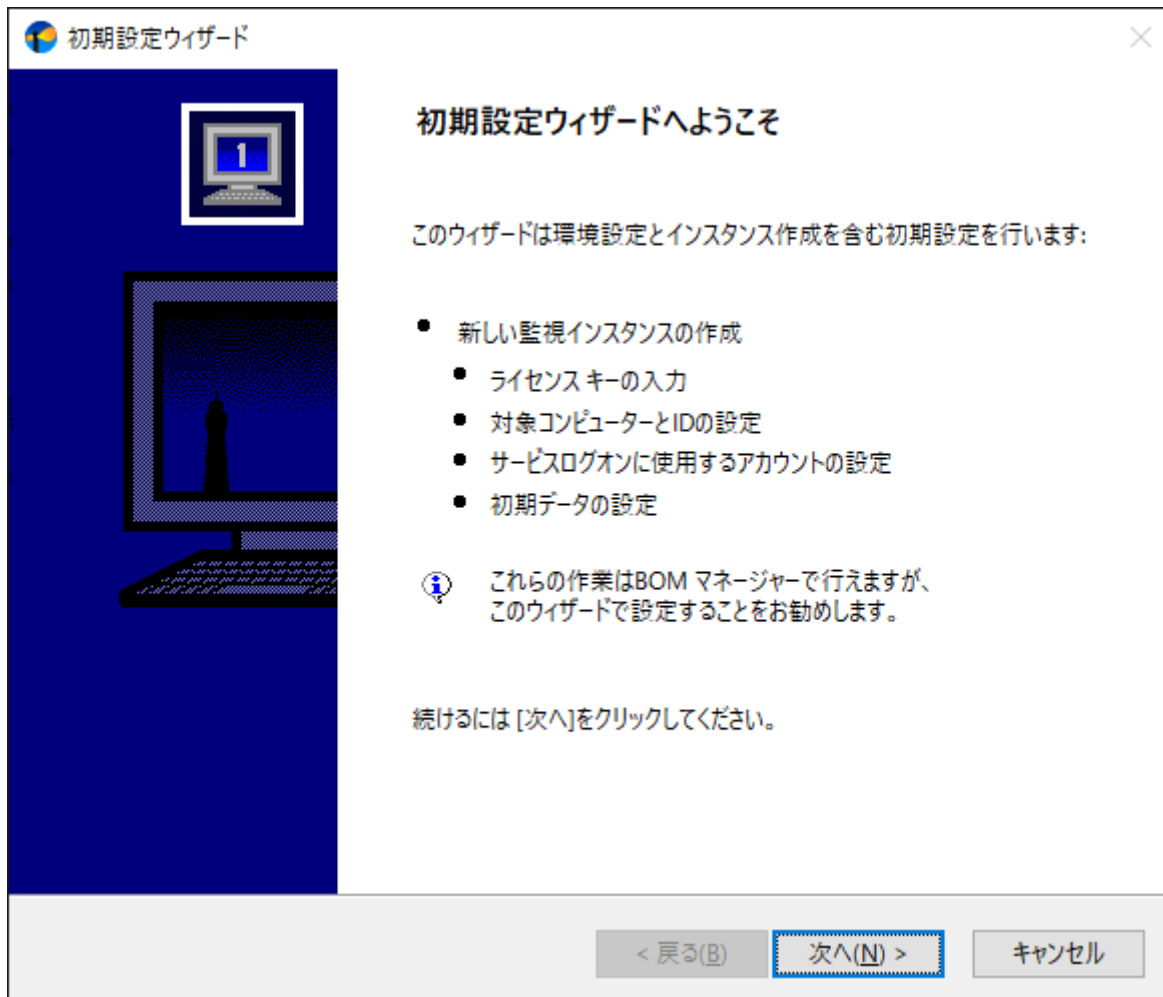 初期設定ウィザード
1
初期設定ウィザードへようこそ
このウィザードは環境設定とインスタンス作成を含む初期設定を行います:
● 新しい監視インスタンスの作成
● ライセンス キーの入力
● 対象コンピューターとIDの設定
● サービスログオンに使用するアカウントの設定
● 初期データの設定
これらの作業はBOM マネージャーで行えますが、
このウィザードで設定することをお勧めします。
続けるには [次へ]をクリックしてください。
< 戻る(B) 次へ(N) > キャンセル